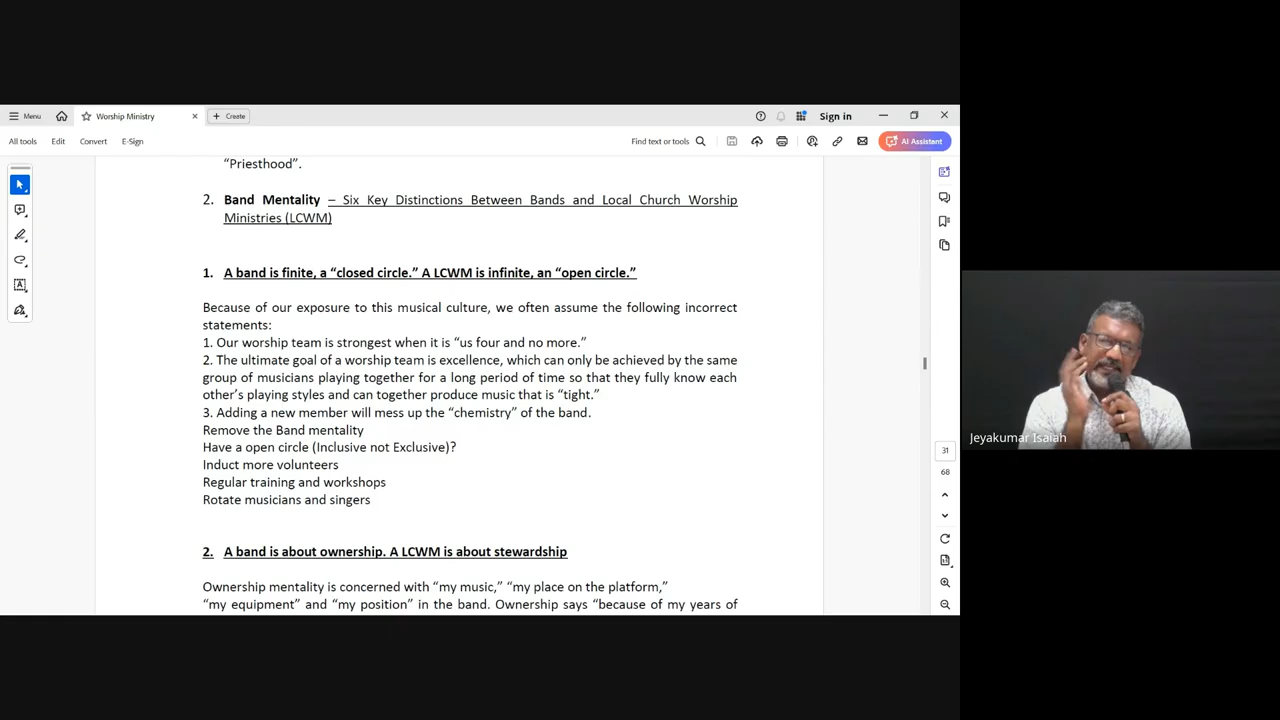 Menu
Worship Ministry
Create
Sign in
All tools
Edit
Convert
E-Sign
Find text or tools
AI Assistant
“Priesthood”.
2. Band Mentality – Six Key Distinctions Between Bands and Local Church Worship
Ministries (LCWM)
1. A band is finite, a “closed circle.” A LCWM is infinite, an “open circle.”
Because of our exposure to this musical culture, we often assume the following incorrect
statements:
1. Our worship team is strongest when it is “us four and no more.”
2. The ultimate goal of a worship team is excellence, which can only be achieved by the same
group of musicians playing together for a long period of time so that they fully know each
other’s playing styles and can together produce music that is “tight.”
3. Adding a new member will mess up the “chemistry” of the band.
Remove the Band mentality
Have a open circle (Inclusive not Exclusive)?
Induct more volunteers
Regular training and workshops
Rotate musicians and singers
2. A band is about ownership. A LCWM is about stewardship
Ownership mentality is concerned with “my music,” “my place on the platform,”
“my equipment” and “my position” in the band. Ownership says “because of my years of
31
68
Jeyakumar Isaiah